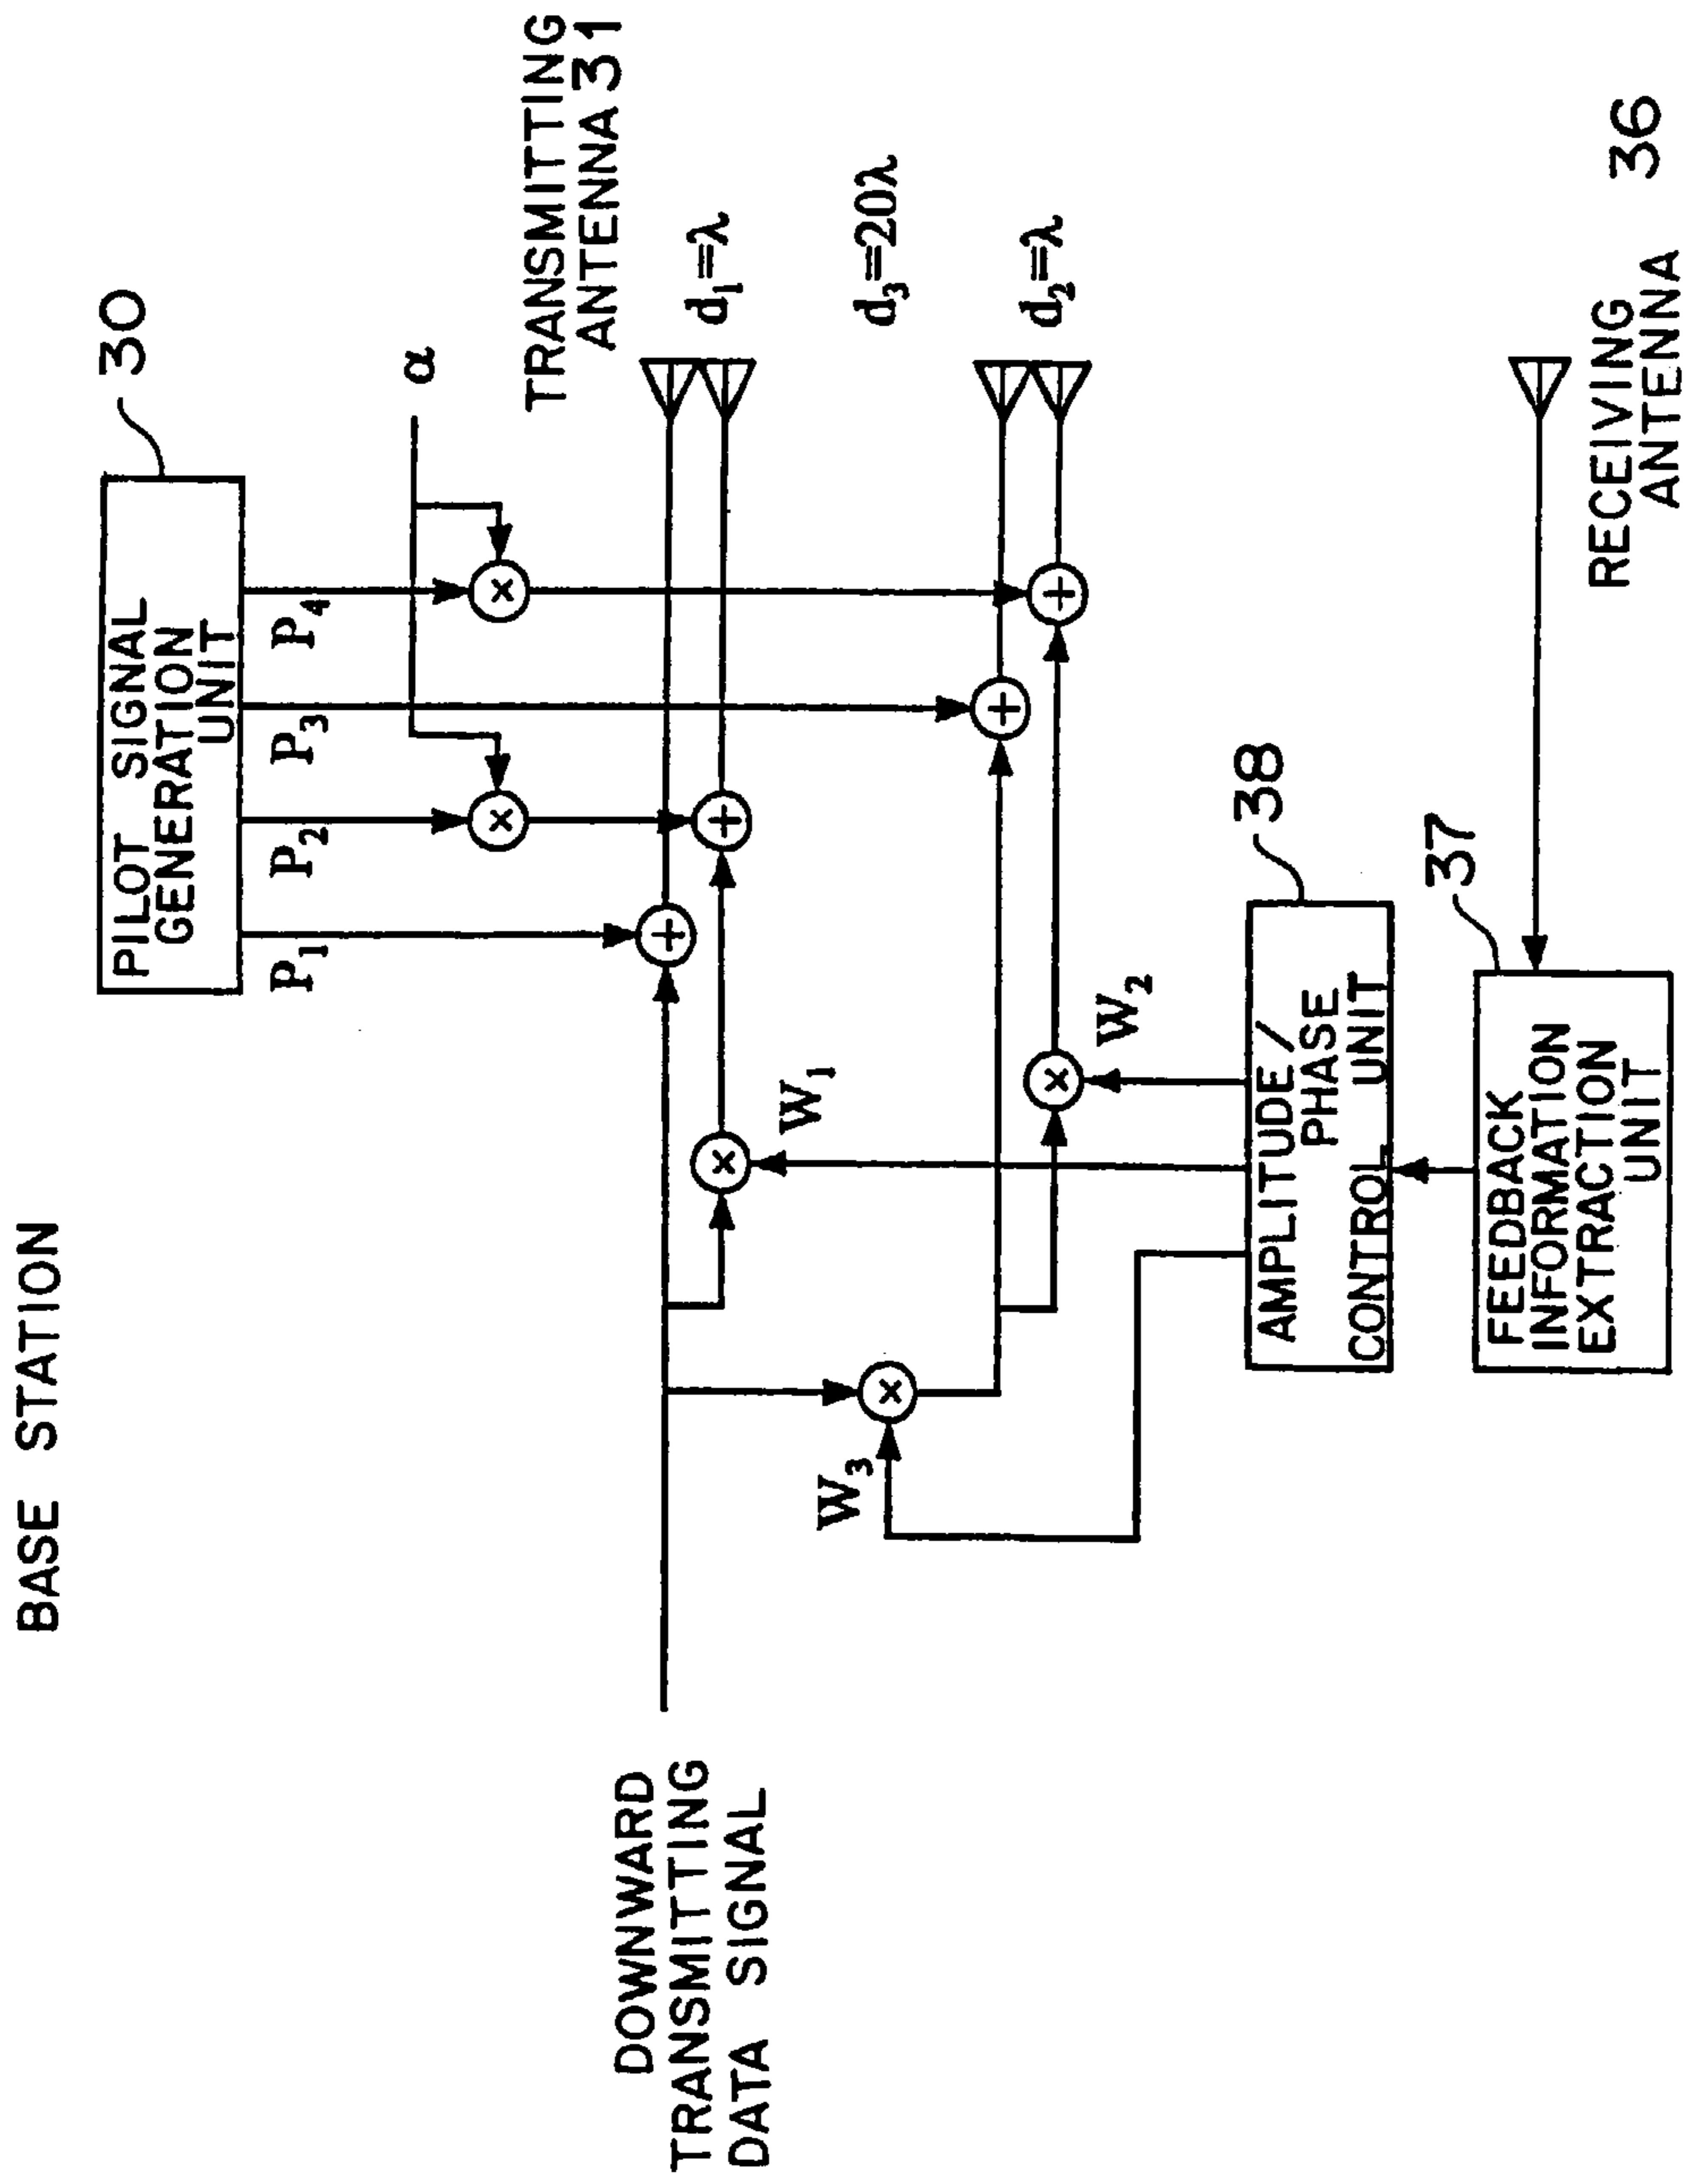 BASE STATION
PILOT SIGNAL
GENERATION
UNIT
30
P1
P2
P3
P4
α
TRANSMITTING
ANTENNA 31
d1=λ
d3=20λ
d2=λ
DOWNWARD
TRANSMITTING
DATA SIGNAL
W3
W1
W2
AMPLITUDE/
PHASE
CONTROL UNIT
38
FEEDBACK
INFORMATION
EXTRACTION
UNIT
37
RECEIVING
ANTENNA 36